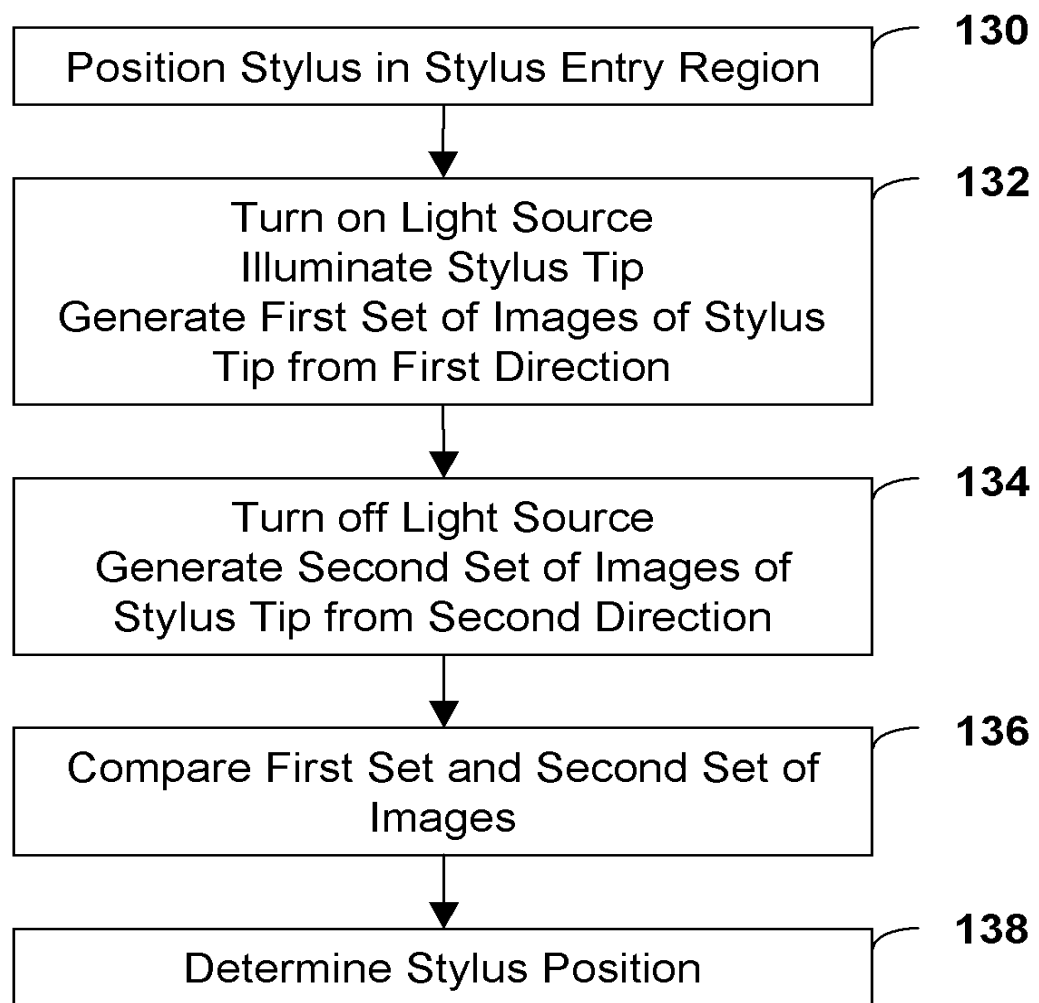 130
Position Stylus in Stylus Entry Region
132
Turn on Light Source
Illuminate Stylus Tip
Generate First Set of Images of Stylus
Tip from First Direction
134
Turn off Light Source
Generate Second Set of Images of
Stylus Tip from Second Direction
136
Compare First Set and Second Set of
Images
138
Determine Stylus Position